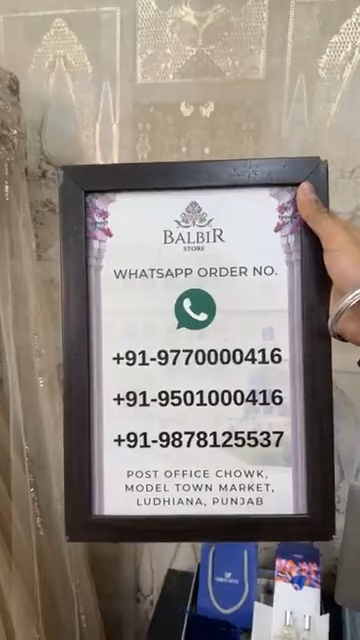 BALBIR
STORE
WHATSAPP ORDER NO.
+91-9770000416
+91-9501000416
+91-9878125537
POST OFFICE CHOWK,
MODEL TOWN MARKET,
LUDHIANA, PUNJAB